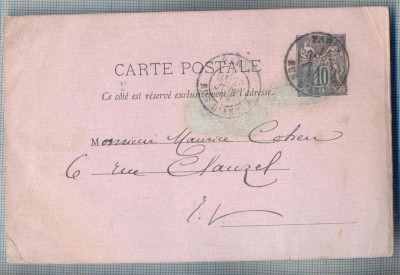 CARTE POSTALE
Ce côté est réservé exclusivement à l'adresse.
10
Monsieur Maurice Cohen
6 rue Clauzel
E.V